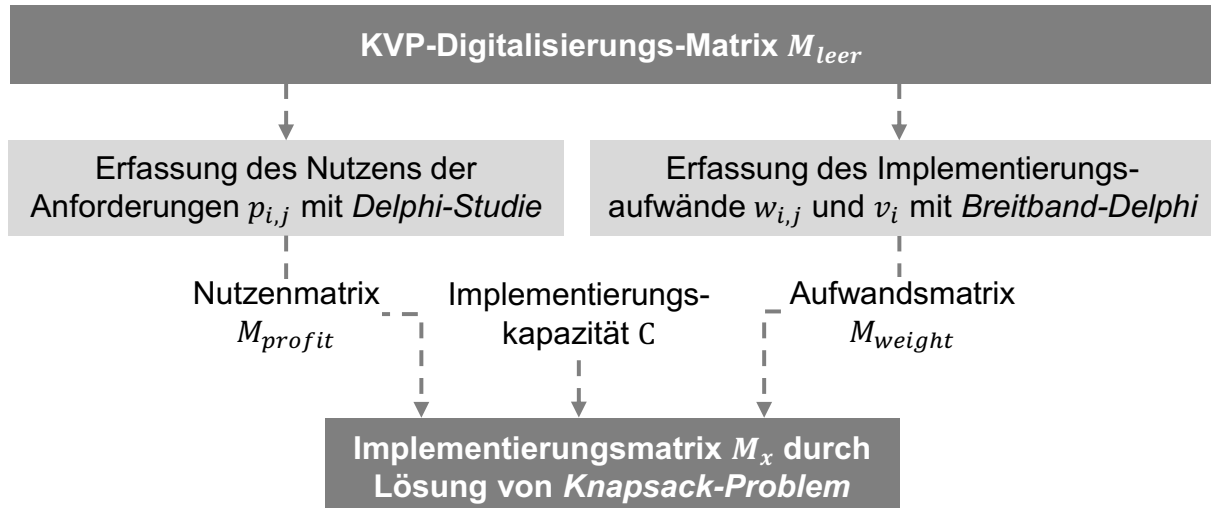 KVP-Digitalisierungs-Matrix M_leer
Erfassung des Nutzens der
Anforderungen p_i,j mit Delphi-Studie
Erfassung des Implementierungs-
aufwände w_i,j und v_i mit Breitband-Delphi
Nutzenmatrix
M_profit
Implementierungs-
kapazität C
Aufwandsmatrix
M_weight
Implementierungsmatrix M_x durch
Lösung von Knapsack-Problem